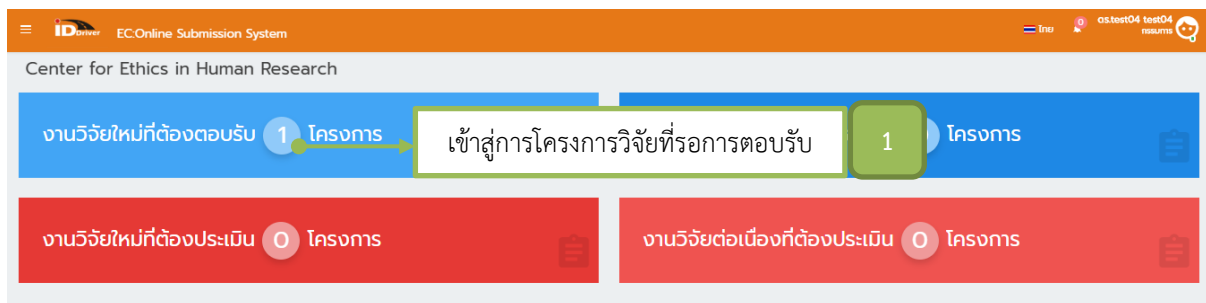 iDDriver EC:Online Submission System
ไทย
0
as.test04 test04
กรรมการ
Center for Ethics in Human Research
งานวิจัยใหม่ที่ต้องตอบรับ 1 โครงการ
เข้าสู่การโครงการวิจัยที่รอการตอบรับ
1
โครงการ
งานวิจัยใหม่ที่ต้องประเมิน 0 โครงการ
งานวิจัยต่อเนื่องที่ต้องประเมิน 0 โครงการ